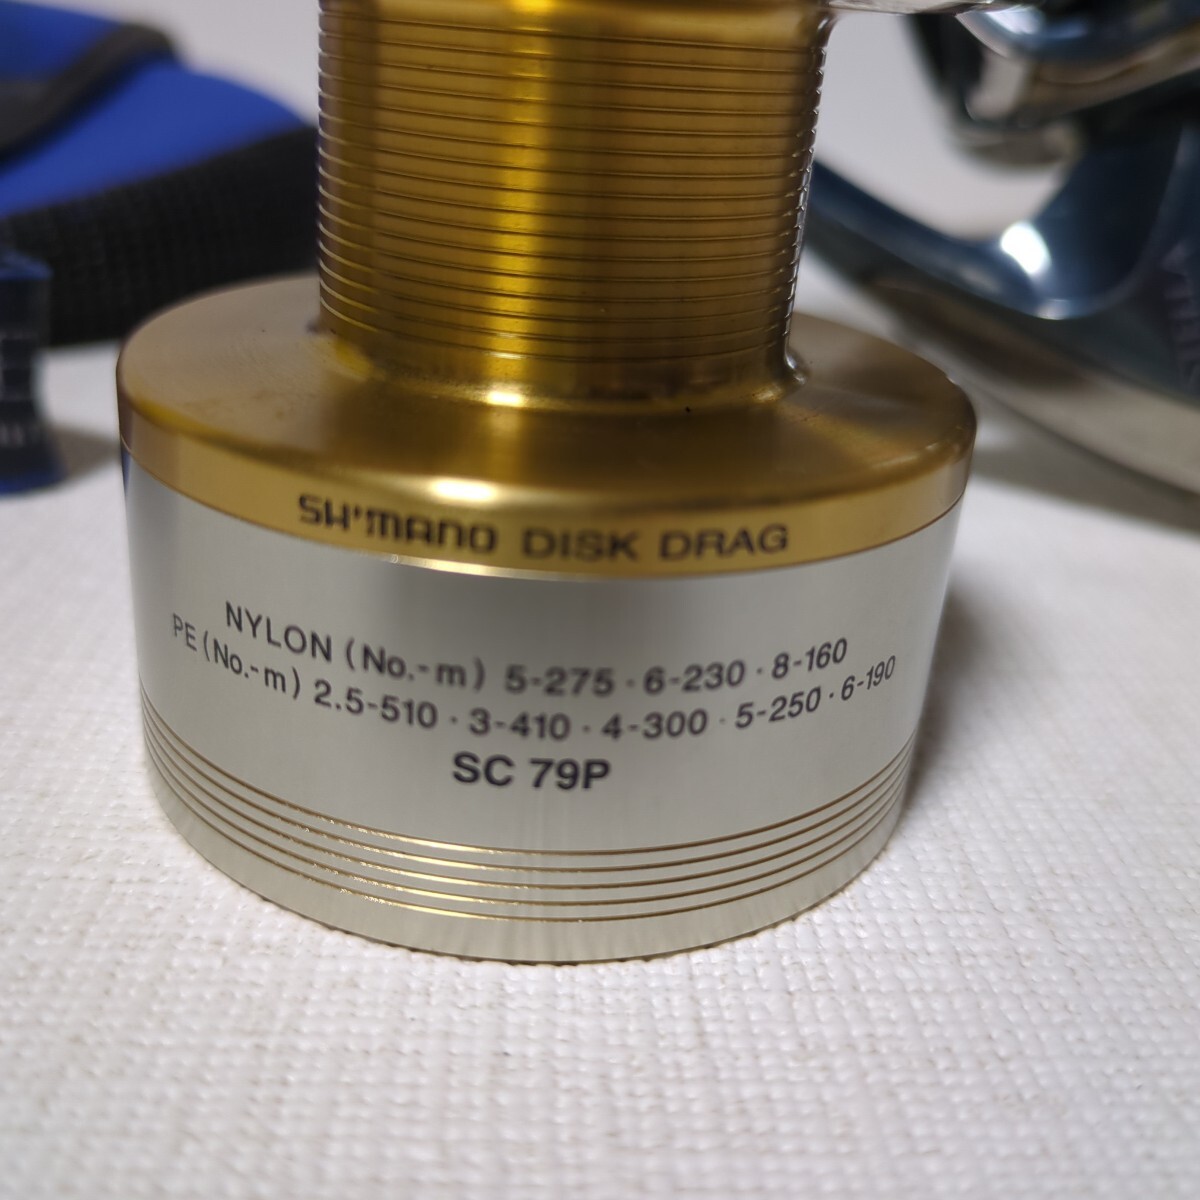 SHIMANO DISK DRAG
NYLON (No.-m) 5-275 · 6-230 · 8-160
PE (No.-m) 2.5-510 · 3-410 · 4-300 · 5-250 · 6-190
SC 79P